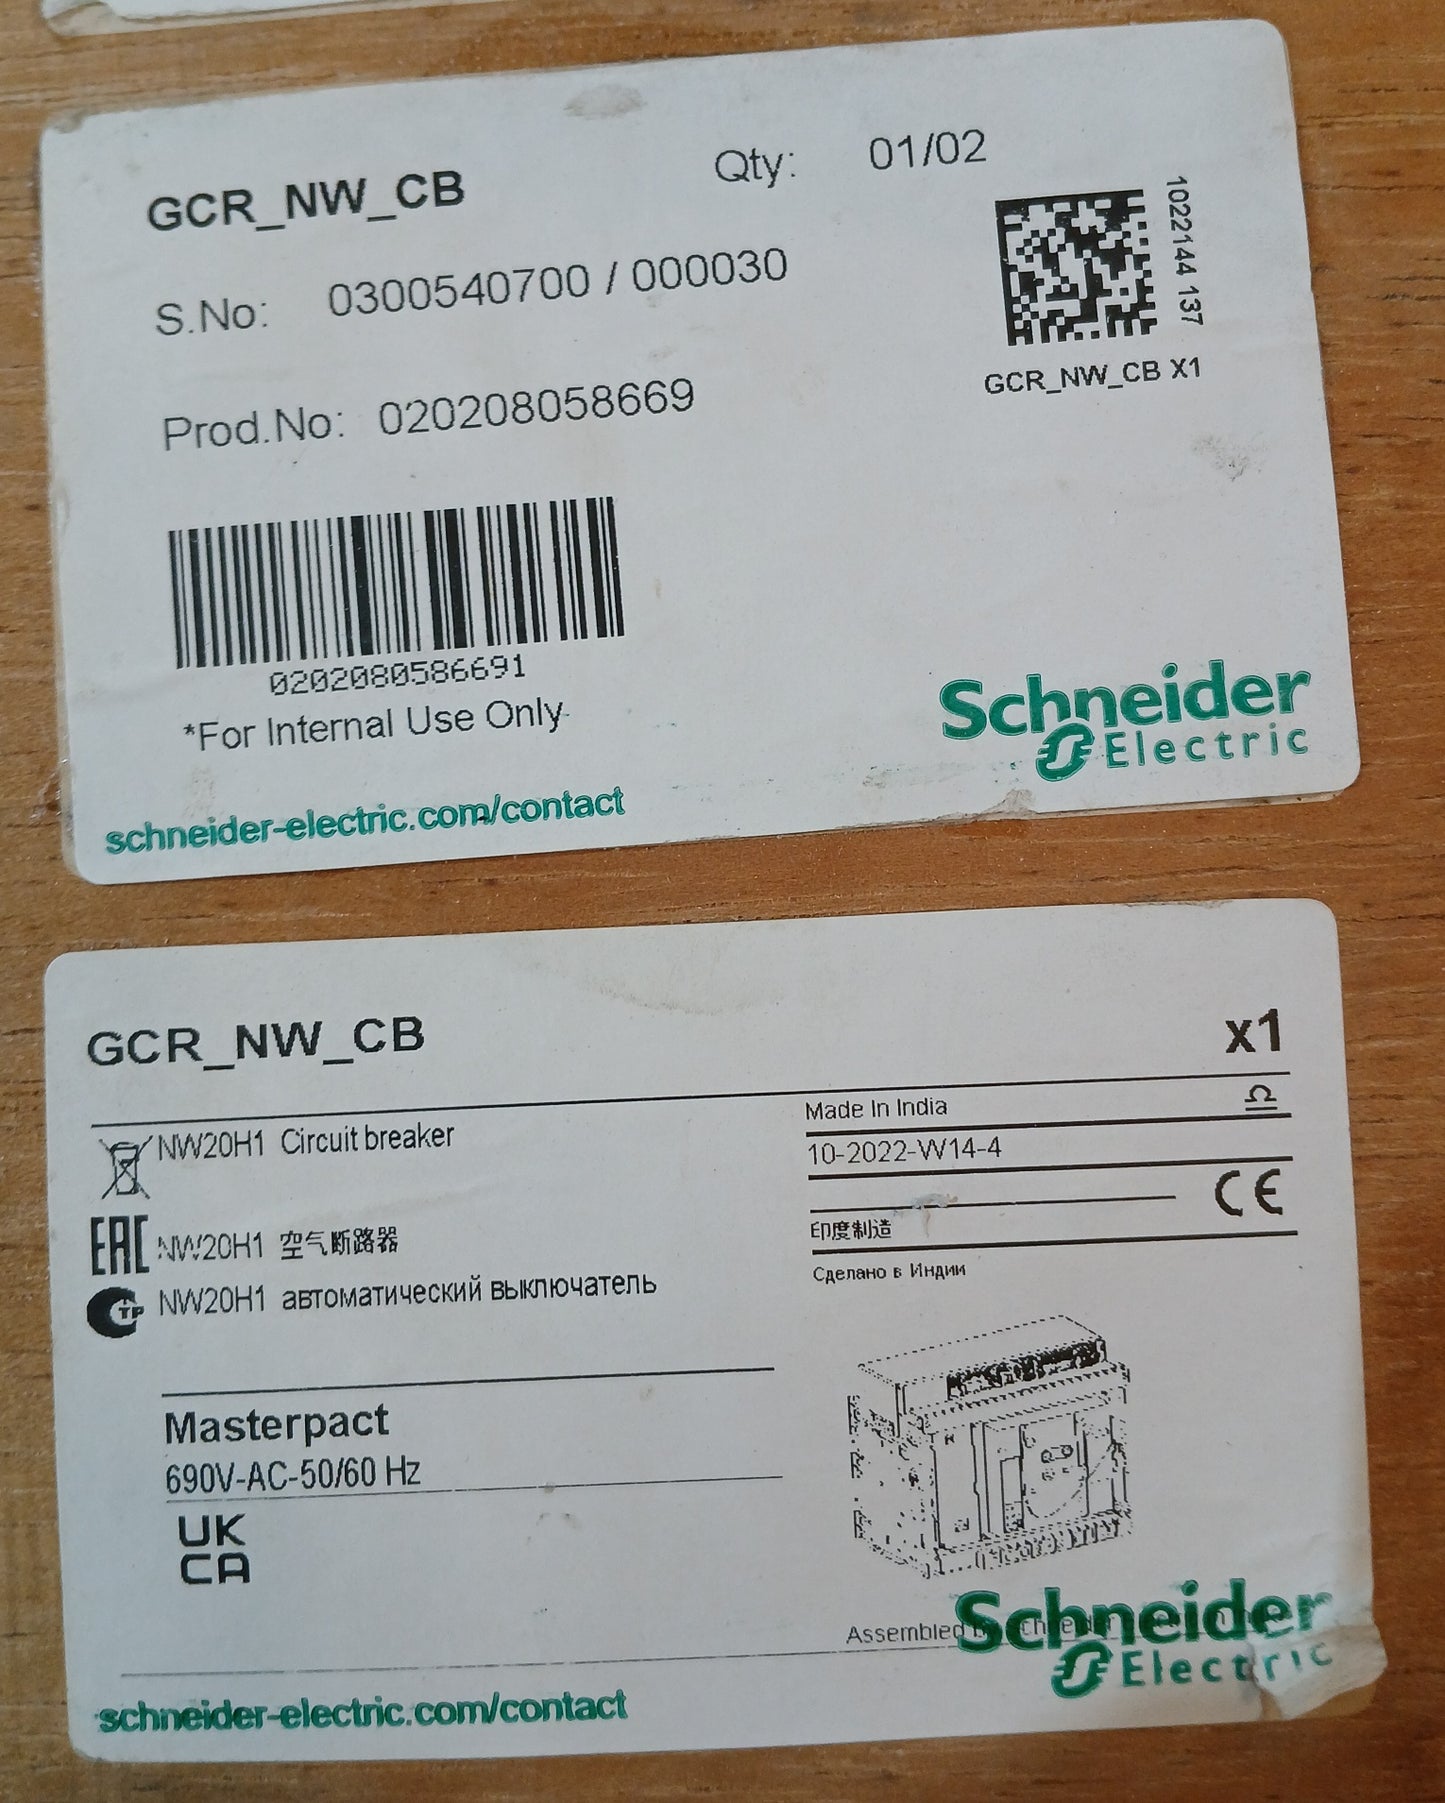 GCR_NW_CB
Qty: 01/02
S.No: 0300540700 / 000030
1022144 137
GCR_NW_CB X1
Prod.No: 020208058669
0202080586691
*For Internal Use Only
Schneider
Electric
schneider-electric.com/contact
GCR_NW_CB
x1
NW20H1 Circuit breaker
Made In India
10-2022-W14-4
CE
EAC
NW20H1 空气断路器
印度制造
TP
NW20H1 автоматический выключатель
Сделано в Индии
Masterpact
690V-AC-50/60 Hz
UK
CA
Assembled
Schneider
Electric
schneider-electric.com/contact